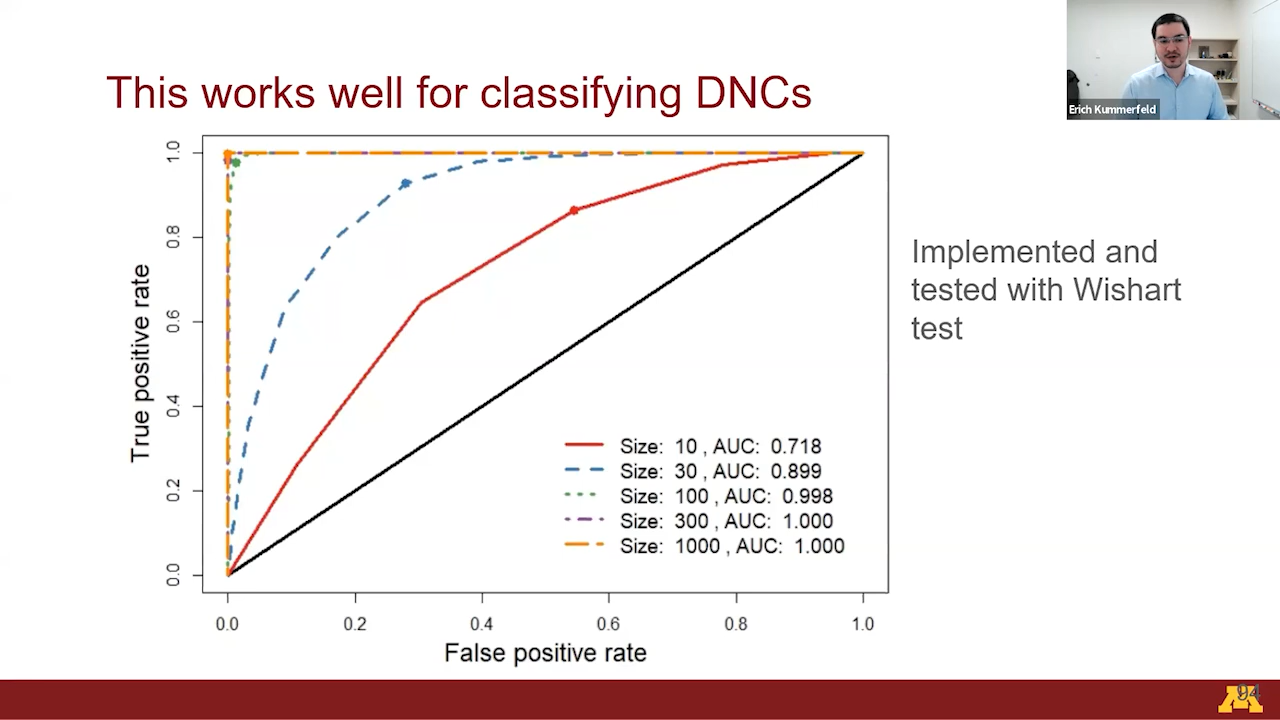 Erich Kummerfeld
This works well for classifying DNCs
1.0
0.8
0.6
0.4
0.2
0.0
True positive rate
Size: 10 , AUC: 0.718
Size: 30 , AUC: 0.899
Size: 100 , AUC: 0.998
Size: 300 , AUC: 1.000
Size: 1000 , AUC: 1.000
0.0 0.2 0.4 0.6 0.8 1.0
False positive rate
Implemented and
tested with Wishart
test
94
M